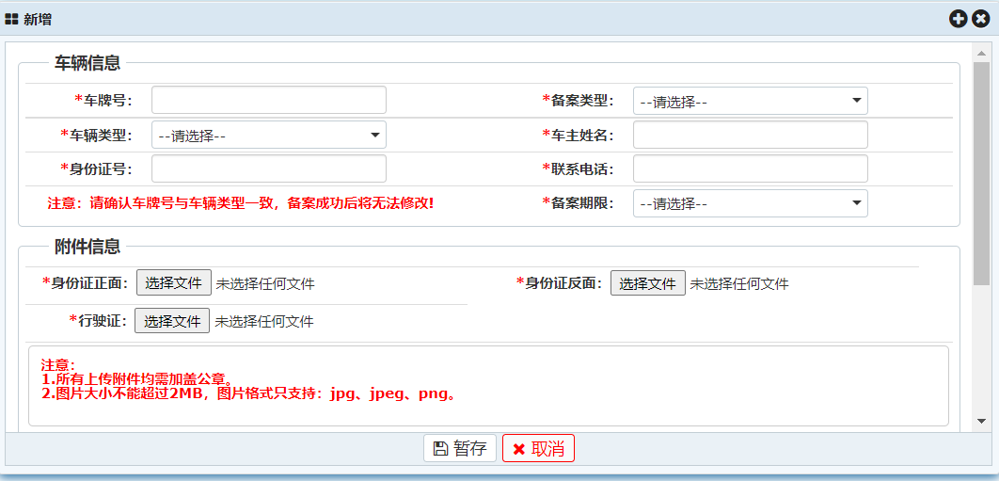 新增
车辆信息
*车牌号：
*备案类型： --请选择--
*车辆类型： --请选择--
*车主姓名：
*身份证号：
*联系电话：
注意：请确认车牌号与车辆类型一致，备案成功后将无法修改!
*备案期限： --请选择--
附件信息
*身份证正面： 选择文件 未选择任何文件
*身份证反面： 选择文件 未选择任何文件
*行驶证： 选择文件 未选择任何文件
注意：
1.所有上传附件均需加盖公章。
2.图片大小不能超过2MB，图片格式只支持：jpg、jpeg、png。
暂存 取消